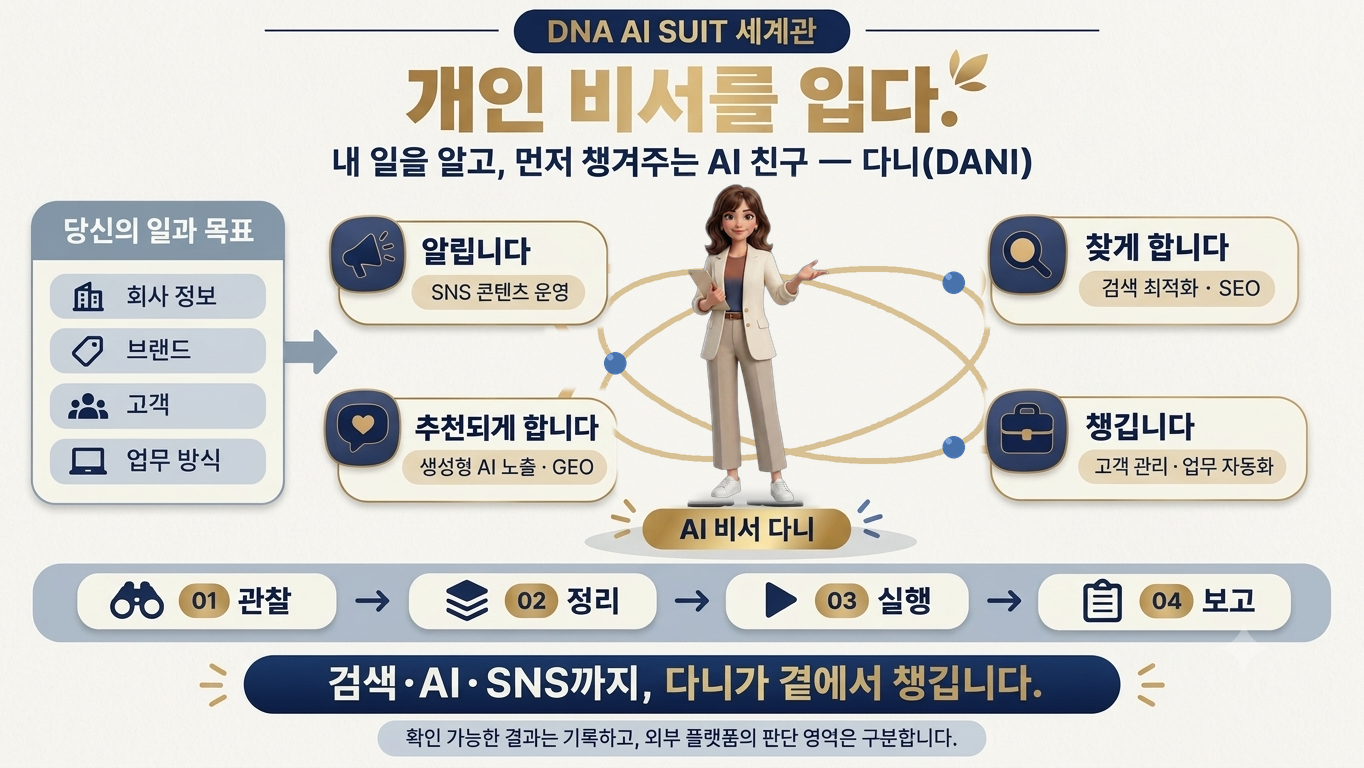 DNA AI SUIT 세계관
개인 비서를 입다.
내 일을 알고, 먼저 챙겨주는 AI 친구 — 다니(DANI)
당신의 일과 목표
회사 정보
브랜드
고객
업무 방식
알립니다
SNS 콘텐츠 운영
추천되게 합니다
생성형 AI 노출 · GEO
찾게 합니다
검색 최적화 · SEO
챙깁니다
고객 관리 · 업무 자동화
AI 비서 다니
01 관찰
02 정리
03 실행
04 보고
검색·AI·SNS까지, 다니가 곁에서 챙깁니다.
확인 가능한 결과는 기록하고, 외부 플랫폼의 판단 영역은 구분합니다.